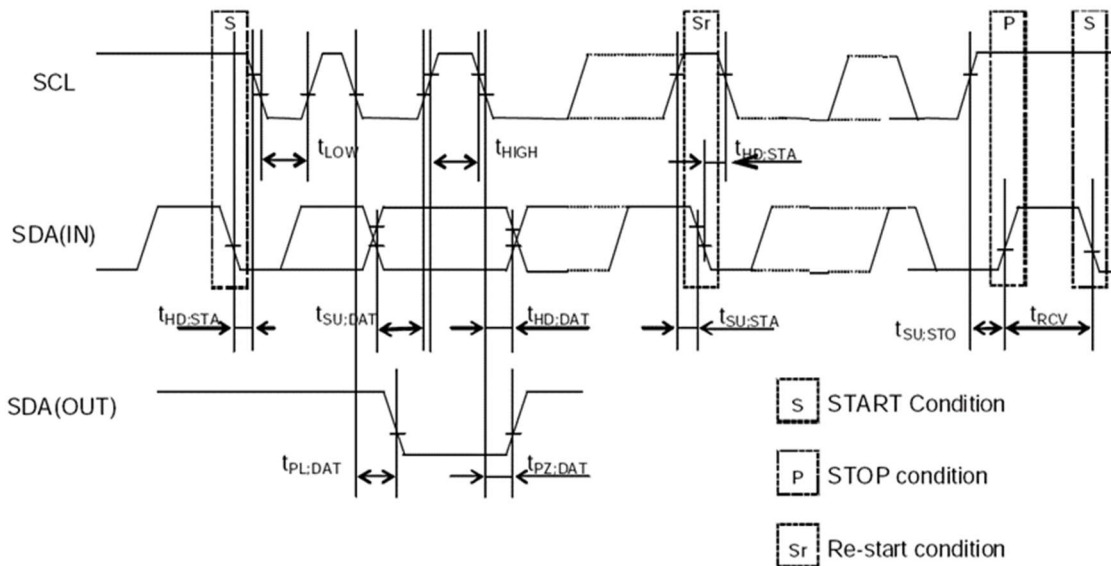 S Sr P S
SCL
tLOW tHIGH tHD;STA
SDA(IN)
tHD;STA tSU;DAT tHD;DAT tSU;STA tSU;STO tRCV
SDA(OUT)
S START Condition
tPL;DAT tPZ;DAT
P STOP condition
Sr Re-start condition